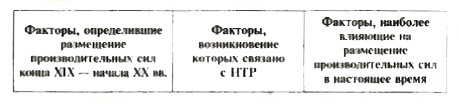 Факторы, определившие
размещение
производительных сил
конца XIX — начала XX вв.
Факторы,
возникновение
которых связано
с НТР
Факторы, наиболее
влияющие на
размещение
производительных сил
в настоящее время